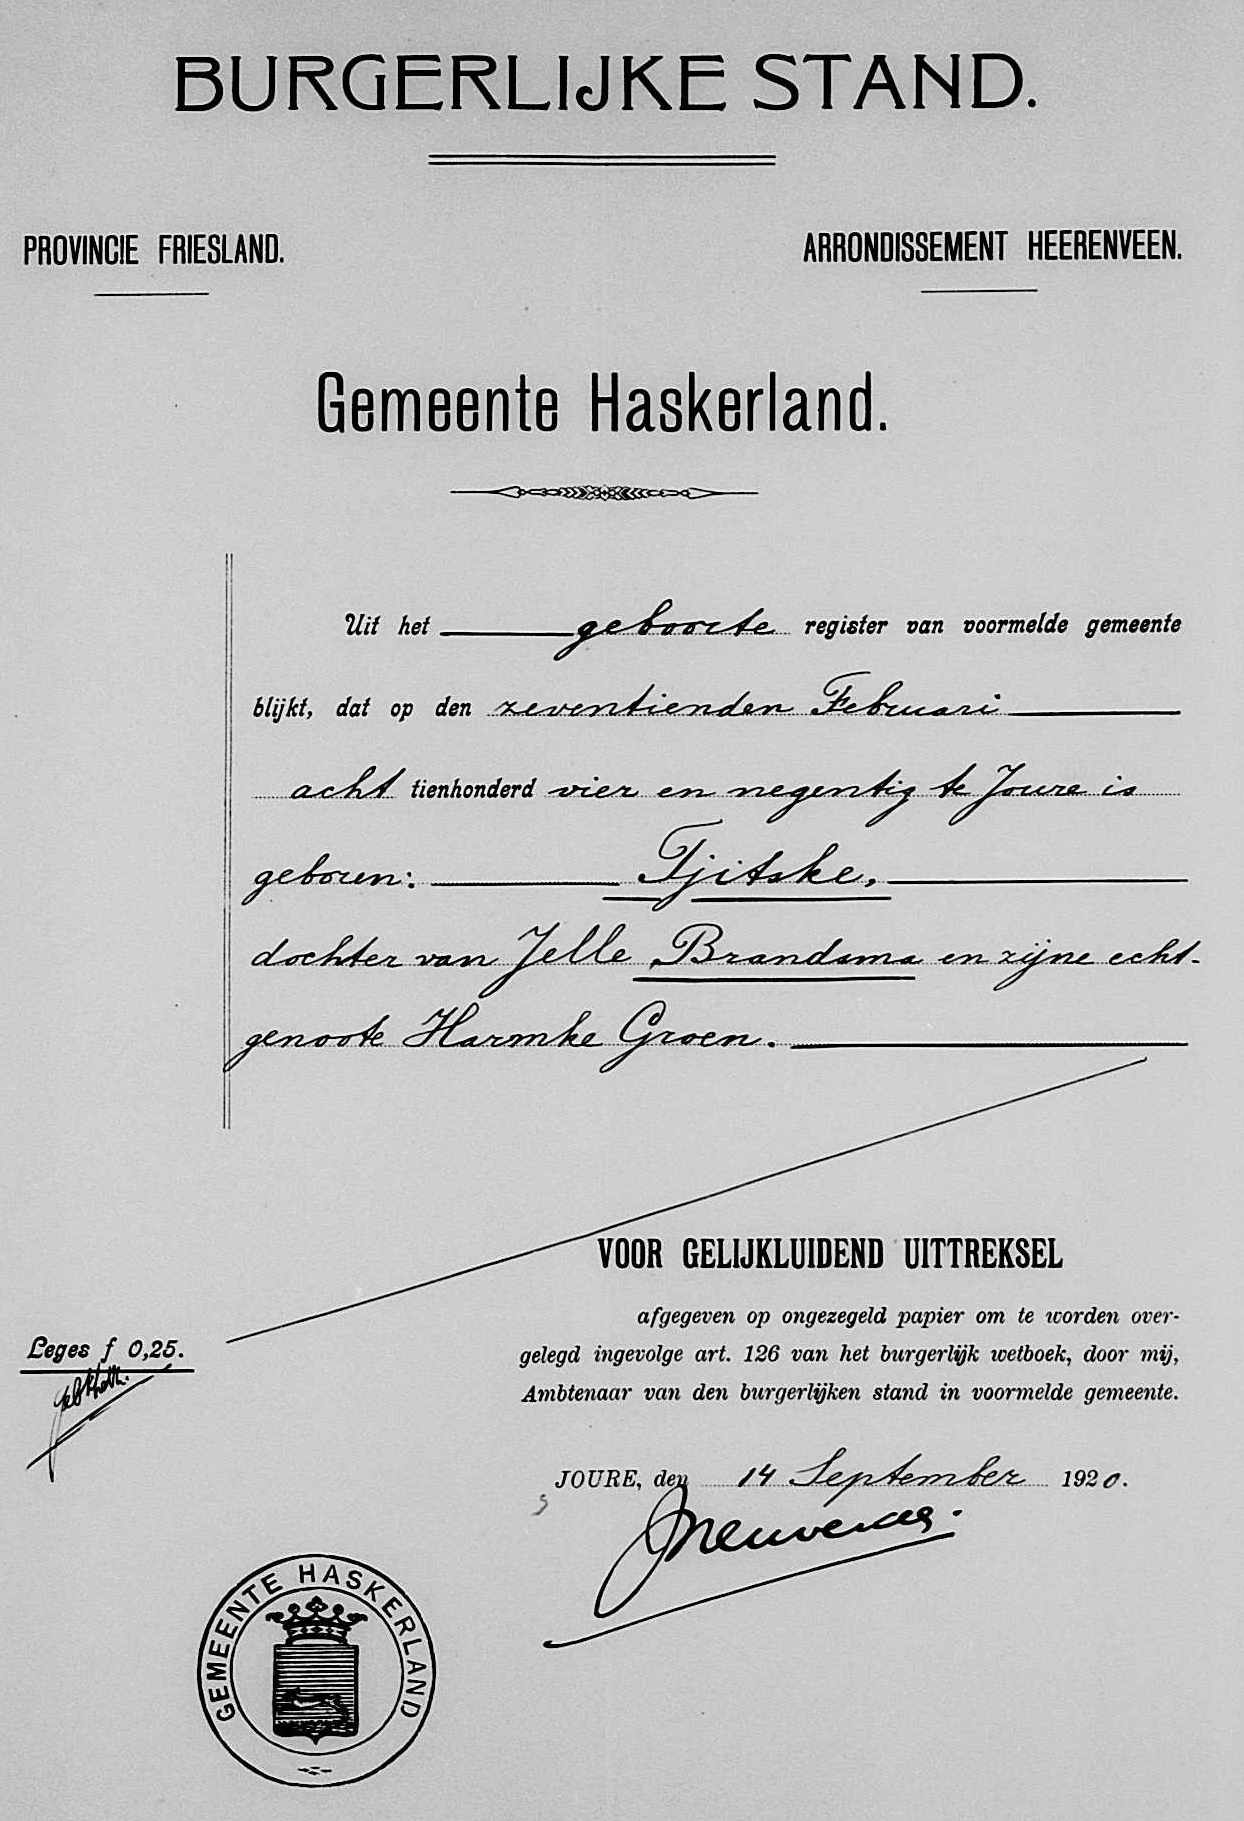 BURGERLIJKE STAND.
PROVINCIE FRIESLAND.
ARRONDISSEMENT HEERENVEEN.
Gemeente Haskerland.
Uit het geboorte register van voormelde gemeente
blijkt, dat op den zeventienden Februari
acht tienhonderd vier en negentig te Joure is
geboren: Tjitske,
dochter van Jelle Brandsma en zijne echt-
genoote Harmke Groen.
VOOR GELIJKLUIDEND UITTREKSEL
afgegeven op ongezegeld papier om te worden over-
gelegd ingevolge art. 126 van het burgerlijk wetboek, door mij,
Ambtenaar van den burgerlijken stand in voormelde gemeente.
Leges f 0,25.
JOURE, den 14 September 1920.
GEMEENTE HASKERLAND